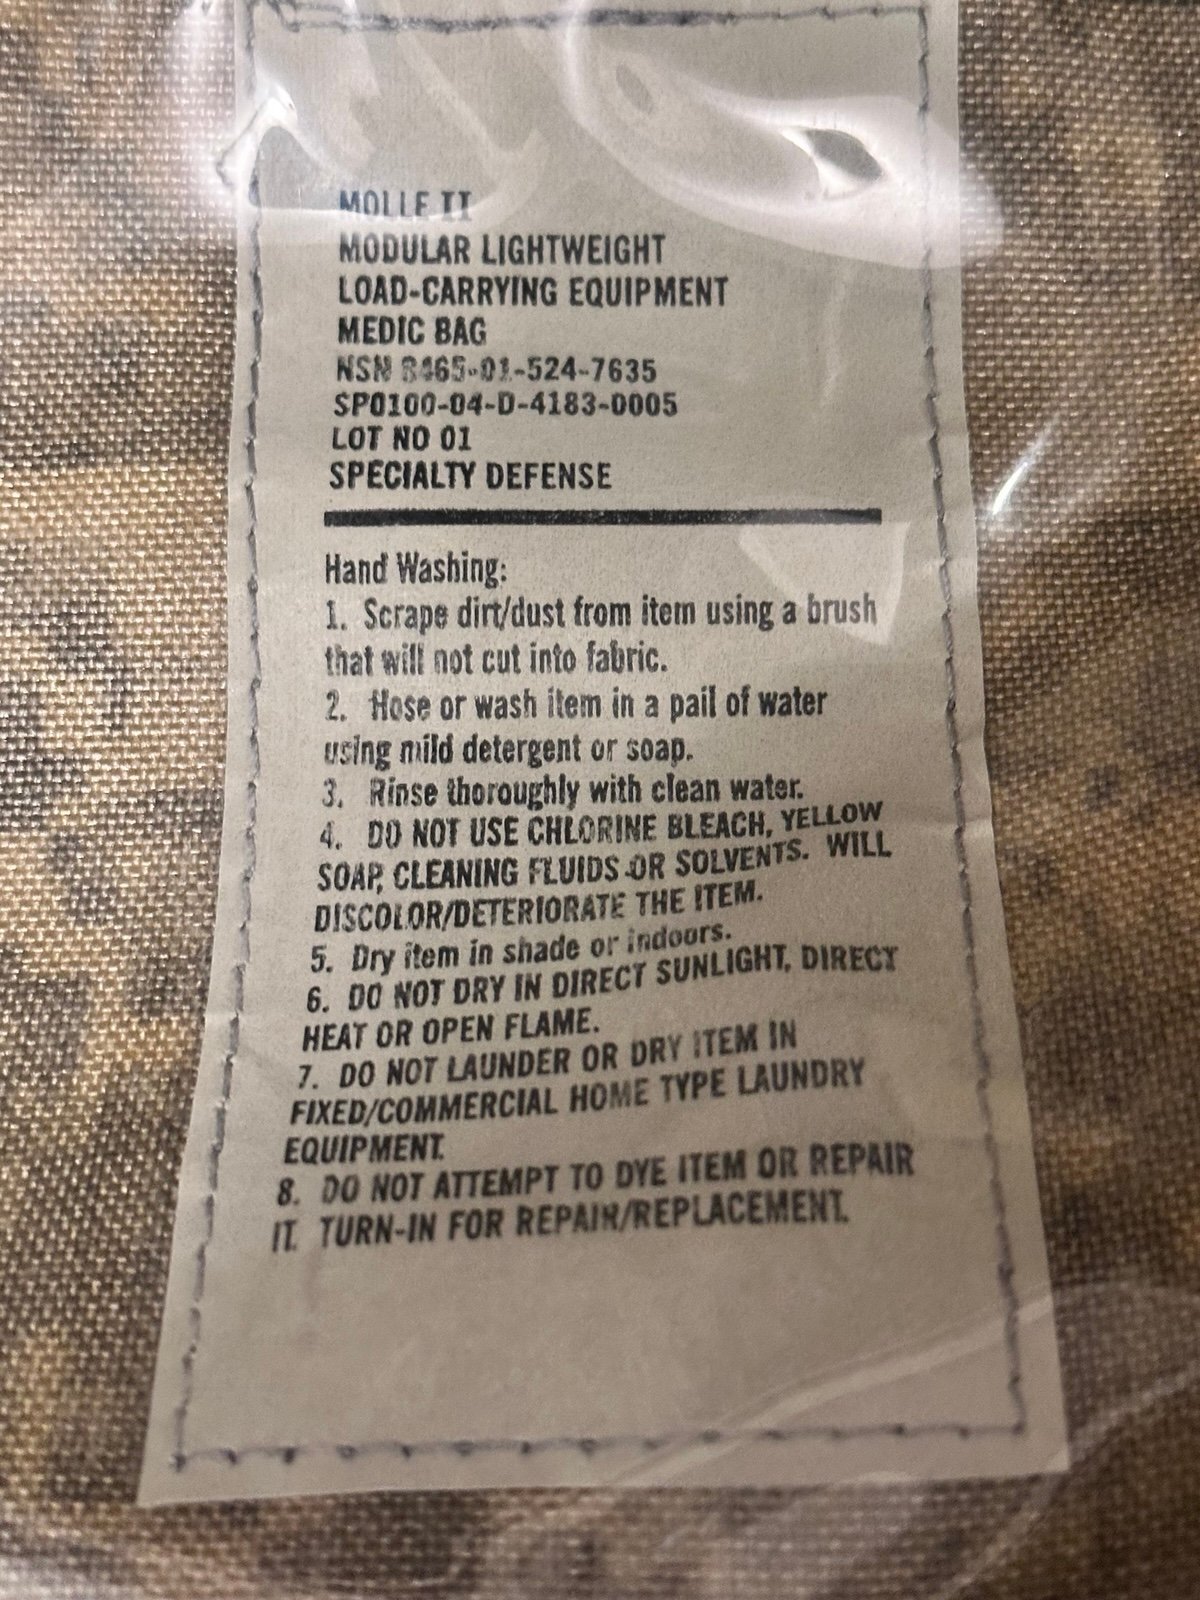 MOLLE II
MODULAR LIGHTWEIGHT
LOAD-CARRYING EQUIPMENT
MEDIC BAG
NSN 8465-01-524-7635
SP0100-04-D-4183-0005
LOT NO 01
SPECIALTY DEFENSE
Hand Washing:
1. Scrape dirt/dust from item using a brush
that will not cut into fabric.
2. Hose or wash item in a pail of water
using mild detergent or soap.
3. Rinse thoroughly with clean water.
4. DO NOT USE CHLORINE BLEACH, YELLOW
SOAP, CLEANING FLUIDS OR SOLVENTS. WILL
DISCOLOR/DETERIORATE THE ITEM.
5. Dry item in shade or indoors.
6. DO NOT DRY IN DIRECT SUNLIGHT, DIRECT
HEAT OR OPEN FLAME.
7. DO NOT LAUNDER OR DRY ITEM IN
FIXED/COMMERCIAL HOME TYPE LAUNDRY
EQUIPMENT.
8. DO NOT ATTEMPT TO DYE ITEM OR REPAIR
IT. TURN-IN FOR REPAIR/REPLACEMENT.